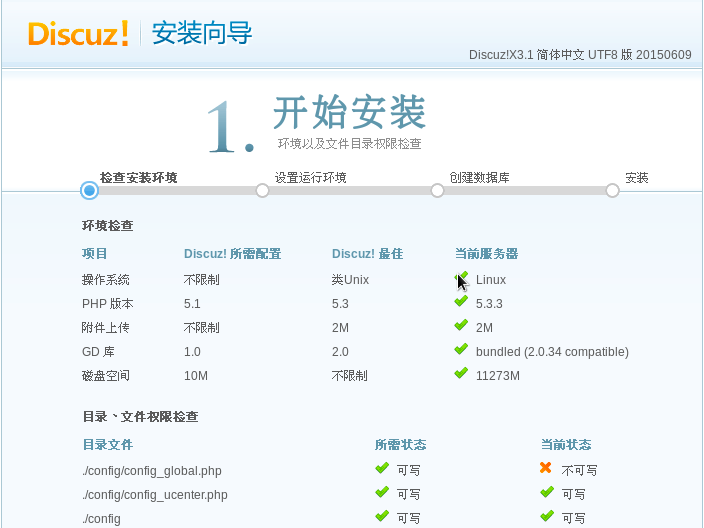 Discuz! 安装向导
Discuz!X3.1 简体中文 UTF8 版 20150609
1. 开始安装
环境以及文件目录权限检查
检查安装环境 设置运行环境 创建数据库 安装
环境检查
项目 Discuz! 所需配置 Discuz! 最佳 当前服务器
操作系统 不限制 类Unix Linux
PHP 版本 5.1 5.3 5.3.3
附件上传 不限制 2M 2M
GD 库 1.0 2.0 bundled (2.0.34 compatible)
磁盘空间 10M 不限制 11273M
目录、文件权限检查
目录文件 所需状态 当前状态
./config/config_global.php 可写 不可写
./config/config_ucenter.php 可写 可写
./config 可写 可写